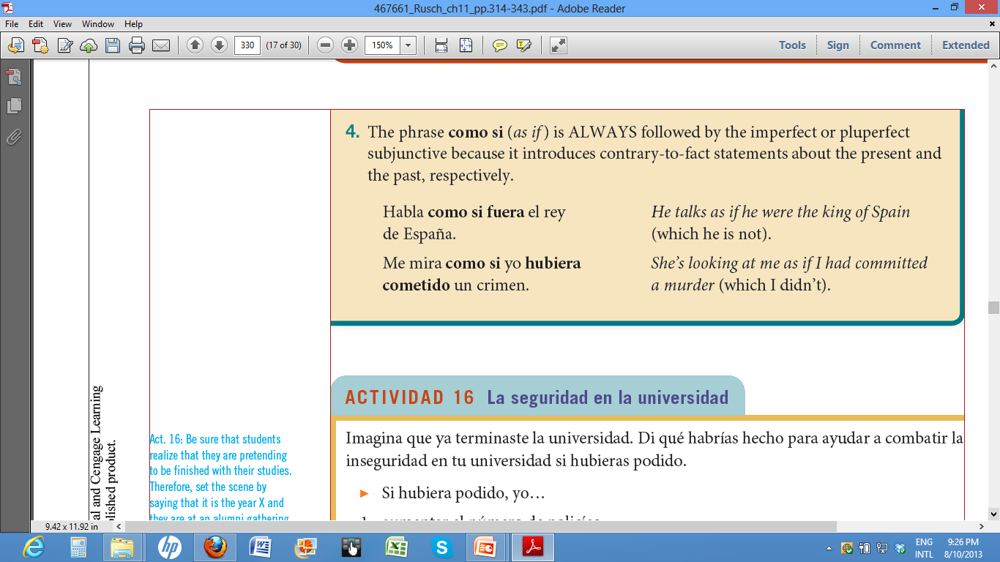 467661_Rusch_ch11_pp.314-343.pdf - Adobe Reader
File Edit View Window Help
330 (17 of 30) 150% Tools Sign Comment Extended
4. The phrase como si (as if) is ALWAYS followed by the imperfect or pluperfect
subjunctive because it introduces contrary-to-fact statements about the present and
the past, respectively.
Habla como si fuera el rey
de España.
He talks as if he were the king of Spain
(which he is not).
Me mira como si yo hubiera
cometido un crimen.
She's looking at me as if I had committed
a murder (which I didn't).
ACTIVIDAD 16 La seguridad en la universidad
Imagina que ya terminaste la universidad. Di qué habrías hecho para ayudar a combatir la
inseguridad en tu universidad si hubieras podido.
Si hubiera podido, yo…
1. aumentar el número de policías
Act. 16: Be sure that students
realize that they are pretending
to be finished with their studies.
Therefore, set the scene by
saying that it is the year X and
they are at an alumni gathering
al and Cengage Learning
blished product.
9.42 x 11.92 in
hp
ENG 9:26 PM
INTL 8/10/2013